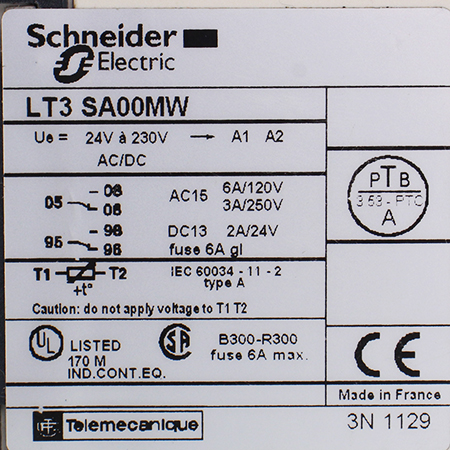 Schneider
Electric
LT3 SA00MW
Ue = 24V à 230V → A1 A2
AC/DC
05 08 06 AC15 6A/120V
3A/250V
95 98 96 DC13 2A/24V
fuse 6A gl
PTB
3.53 - PTC
A
T1 T2 IEC 60034 - 11 - 2
+t° type A
Caution: do not apply voltage to T1 T2
UL LISTED
170 M
IND.CONT.EQ.
SA B300-R300
fuse 6A max.
CE
Made in France
Telemecanique 3N 1129